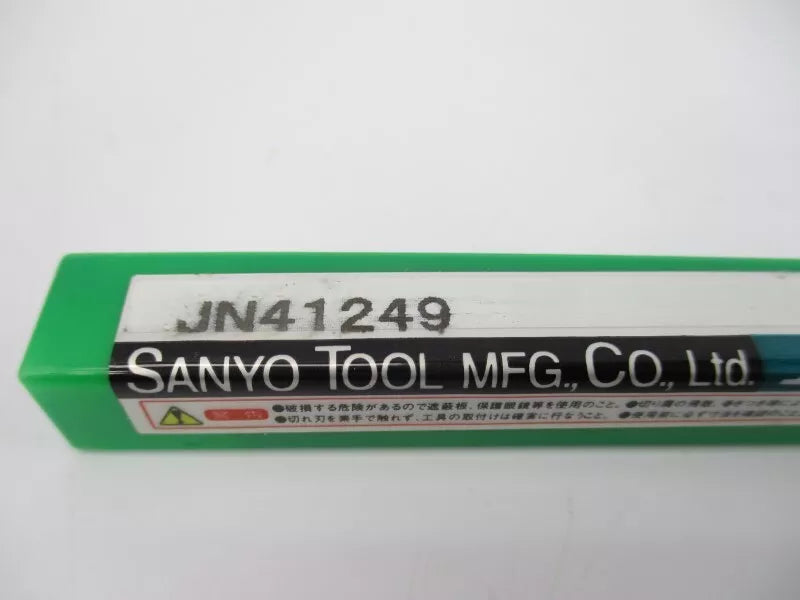 JN41249
SANYO TOOL MFG., CO., Ltd.
警告
●破損する危険があるので遮蔽板、保護眼鏡等を使用のこと。
●切れ刃を素手で触れず、工具の取付けは確実に行なうこと。